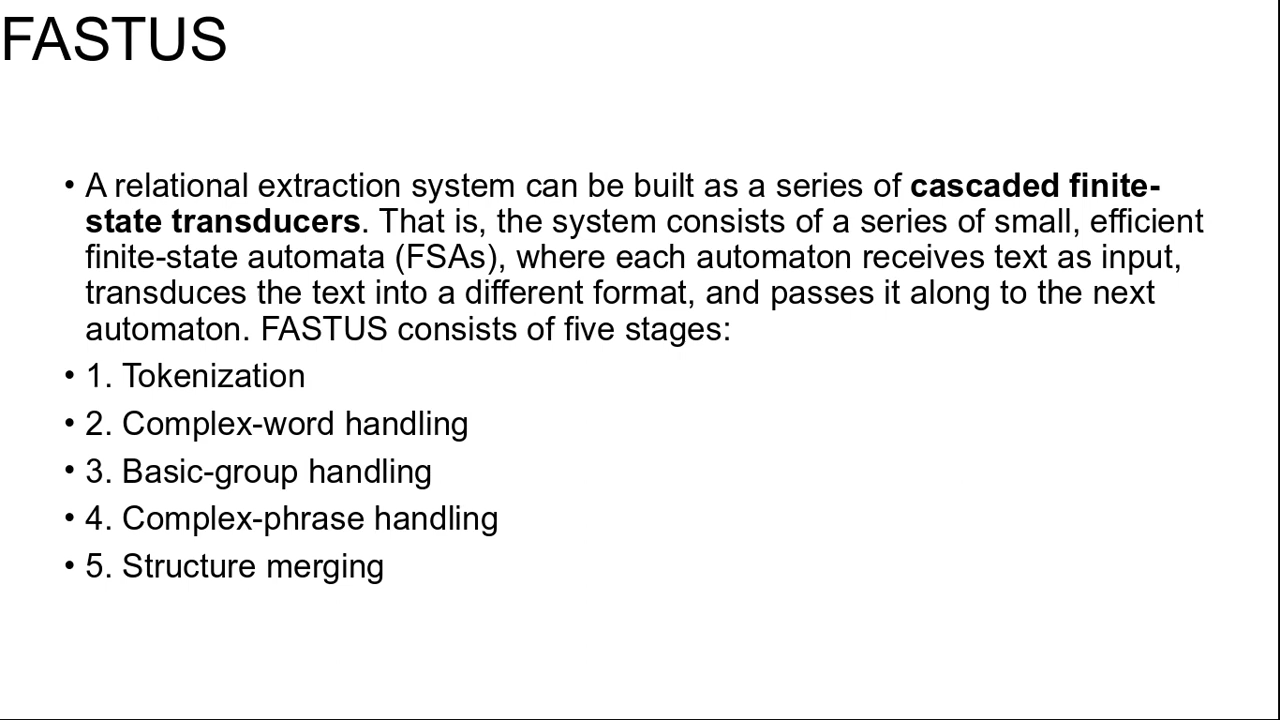 FASTUS
• A relational extraction system can be built as a series of cascaded finite-
state transducers. That is, the system consists of a series of small, efficient
finite-state automata (FSAs), where each automaton receives text as input,
transduces the text into a different format, and passes it along to the next
automaton. FASTUS consists of five stages:
• 1. Tokenization
• 2. Complex-word handling
• 3. Basic-group handling
• 4. Complex-phrase handling
• 5. Structure merging